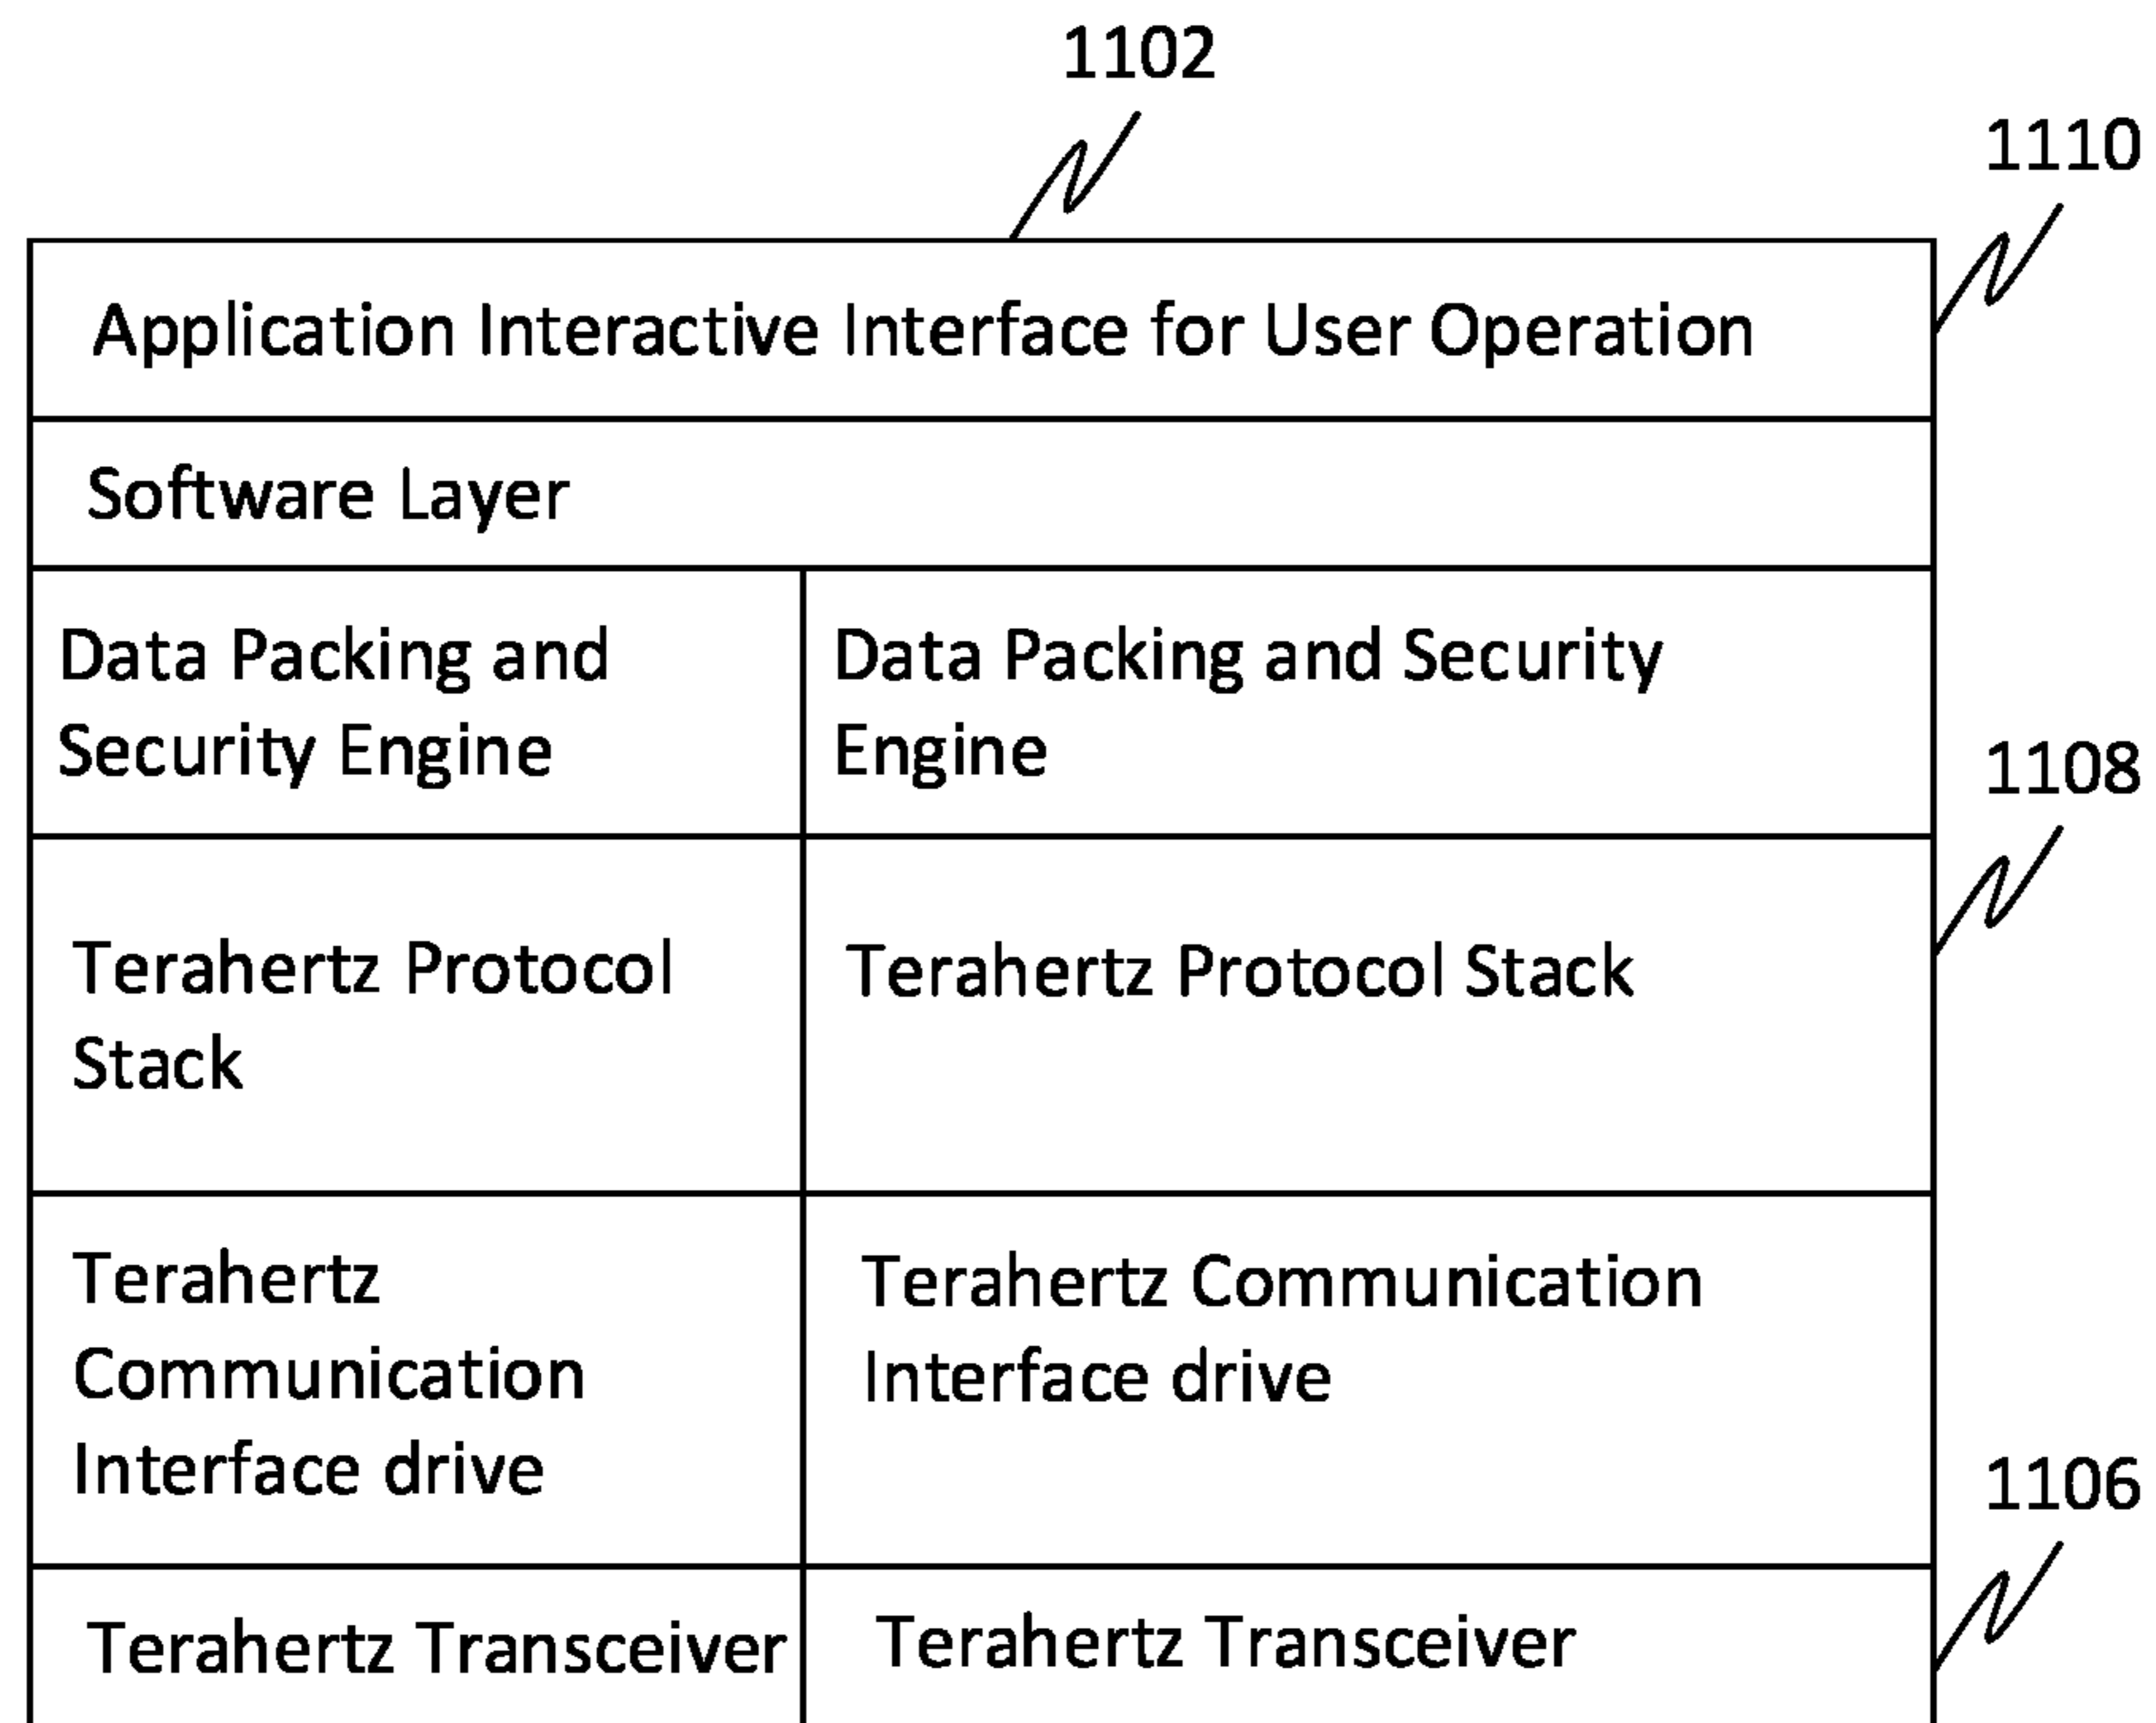 1102
1110
Application Interactive Interface for User Operation
Software Layer
Data Packing and
Security Engine
Data Packing and Security
Engine
1108
Terahertz Protocol
Stack
Terahertz Protocol Stack
Terahertz
Communication
Interface drive
Terahertz Communication
Interface drive
1106
Terahertz Transceiver
Terahertz Transceiver